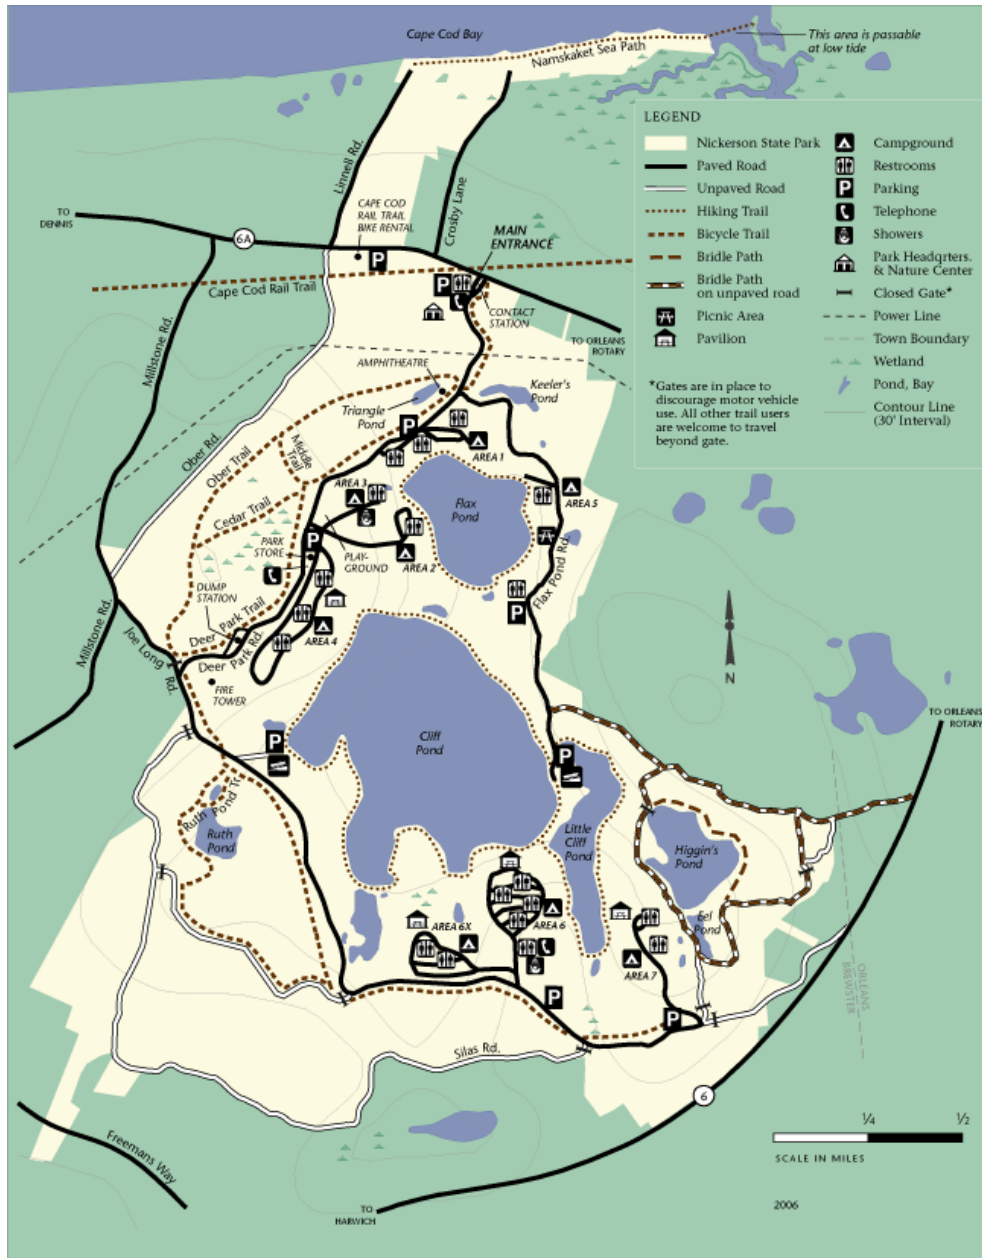 Cape Cod Bay
This area is passable
at low tide
Namskaket Sea Path
LEGEND
Nickerson State Park
Paved Road
Unpaved Road
Hiking Trail
Bicycle Trail
Bridle Path
Bridle Path
on unpaved road
Picnic Area
Pavilion
Campground
Restrooms
P
Parking
Telephone
Showers
Park Headqrters.
& Nature Center
Closed Gate*
Power Line
Town Boundary
Wetland
Pond, Bay
Contour Line
(30' Interval)
*Gates are in place to
discourage motor vehicle
use. All other trail users
are welcome to travel
beyond gate.
Linnell Rd.
Crosby Lane
TO
DENNIS
6A
CAPE COD
RAIL TRAIL
BIKE RENTAL
P
MAIN
ENTRANCE
Cape Cod Rail Trail
P
CONTACT
STATION
TO ORLEANS
ROTARY
Millstone Rd.
AMPHITHEATRE
Keeler's
Pond
Triangle
Pond
P
AREA 1
Ober Rd.
Ober Trail
Middle
Trail
AREA 3
Flax
Pond
AREA 5
Cedar Trail
P
PARK
STORE
PLAY-
GROUND
AREA 2
Flax Pond Rd.
DUMP
STATION
P
Deer Park Trail
AREA 4
Millstone Rd.
Joe Long
Rd.
Deer
Park Rd.
FIRE
TOWER
N
TO ORLEANS
ROTARY
P
Cliff
Pond
P
Ruth Pond Tr.
Ruth
Pond
Little
Cliff
Pond
Higgin's
Pond
Eel
Pond
AREA 6X
AREA 6
AREA 7
P
P
ORLEANS
BREWSTER
Silas Rd.
6
Freemans Way
TO
HARWICH
1/4
1/2
SCALE IN MILES
2006